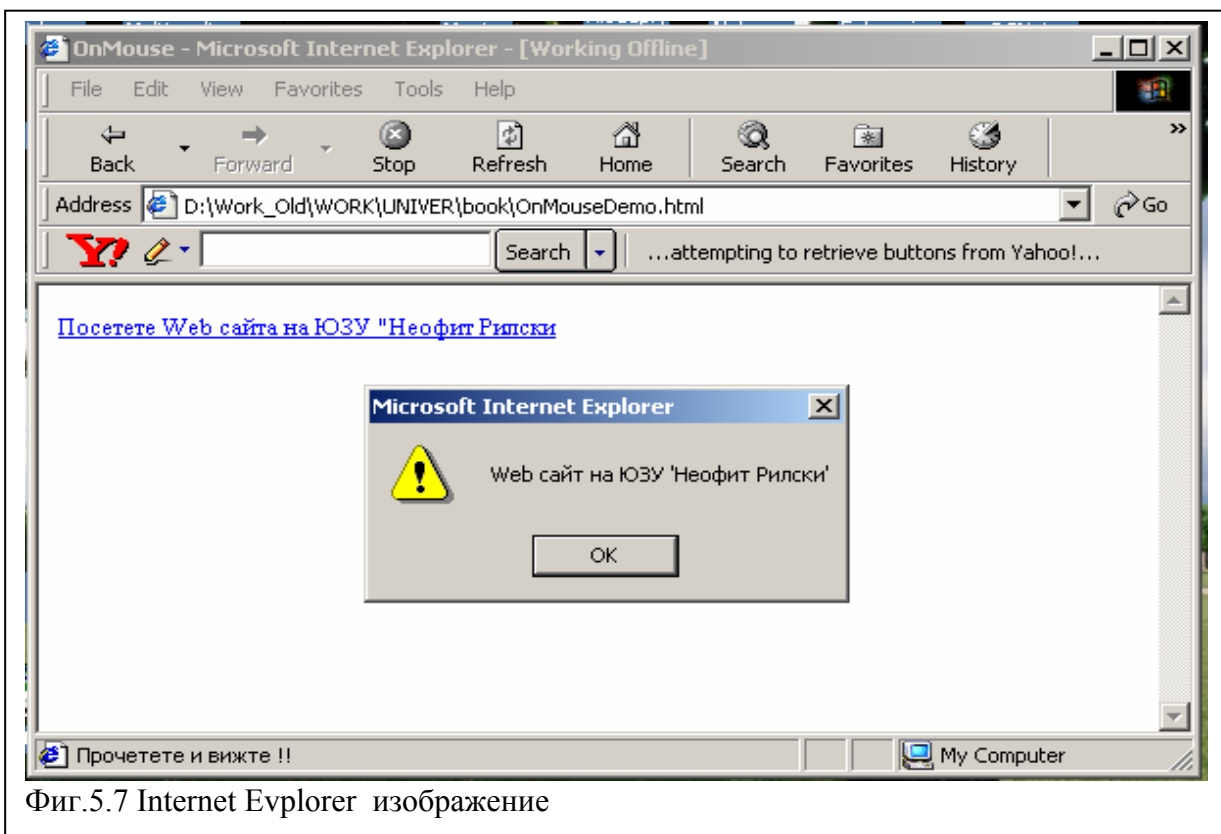 OnMouse - Microsoft Internet Explorer - [Working Offline]
File Edit View Favorites Tools Help
Back Forward Stop Refresh Home Search Favorites History »
Address D:\Work_Old\WORK\UNIVER\book\OnMouseDemo.html Go
Y! Search ...attempting to retrieve buttons from Yahoo!...
Посетете Web сайта на ЮЗУ "Неофит Рилски
Microsoft Internet Explorer
Web сайт на ЮЗУ 'Неофит Рилски'
OK
Прочетете и вижте !! My Computer
Фиг.5.7 Internet Evplorer изображение